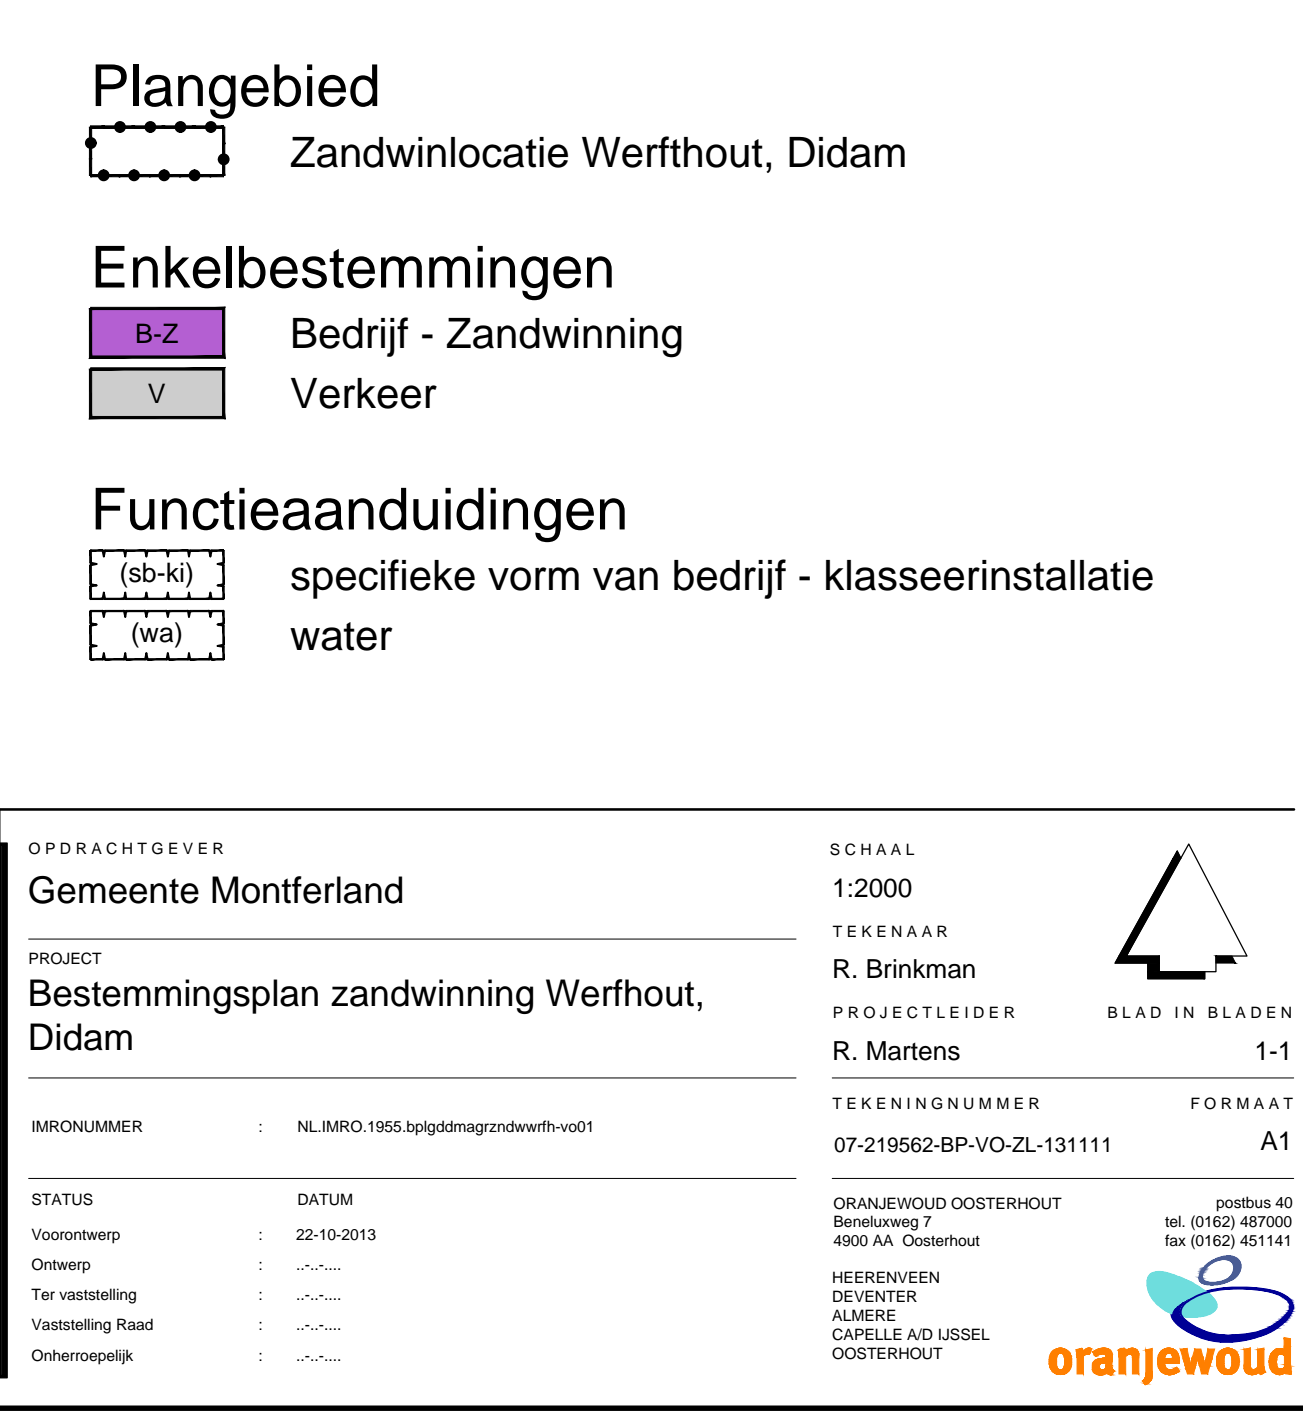 Plangebied
Zandwinlocatie Werfthout, Didam
Enkelbestemmingen
B-Z Bedrijf - Zandwinning
V Verkeer
Functieaanduidingen
(sb-ki) specifieke vorm van bedrijf - klasseerinstallatie
(wa) water
OPDRACHTGEVER
Gemeente Montferland
PROJECT
Bestemmingsplan zandwinning Werfhout,
Didam
IMRONUMMER : NL.IMRO.1955.bplgddmagrzndwwrfh-vo01
STATUS DATUM
Voorontwerp : 22-10-2013
Ontwerp : ..-..-....
Ter vaststelling : ..-..-....
Vaststelling Raad : ..-..-....
Onherroepelijk : ..-..-....
SCHAAL
1:2000
TEKENAAR
R. Brinkman
PROJECTLEIDER BLAD IN BLADEN
R. Martens 1-1
TEKENINGNUMMER FORMAAT
07-219562-BP-VO-ZL-131111 A1
ORANJEWOUD OOSTERHOUT postbus 40
Beneluxweg 7 tel. (0162) 487000
4900 AA Oosterhout fax (0162) 451141
HEERENVEEN
DEVENTER
ALMERE
CAPELLE A/D IJSSEL
OOSTERHOUT
oranjewoud